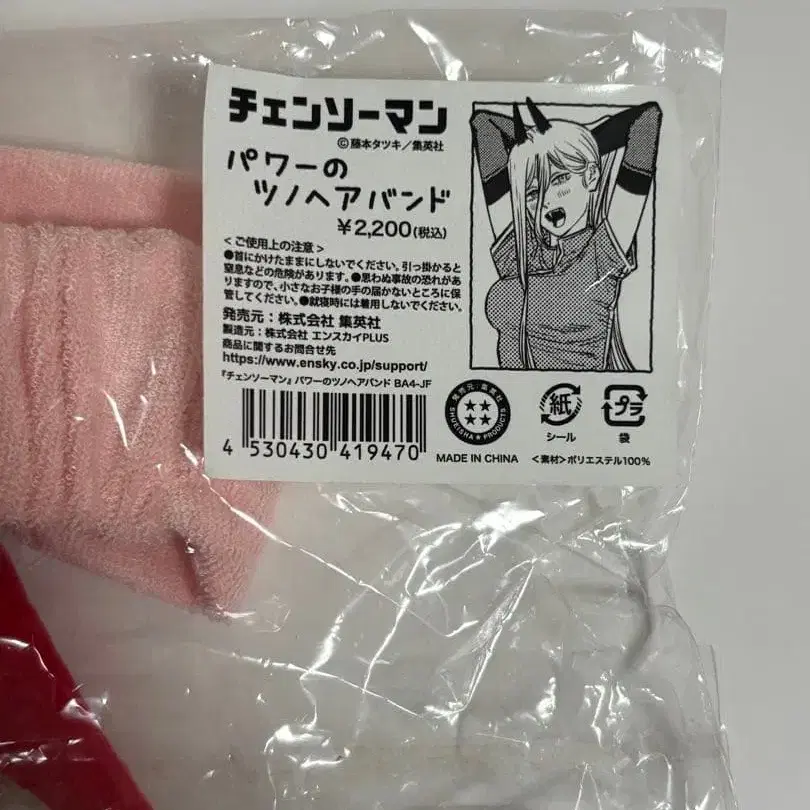 チェンソーマン
©藤本タツキ／集英社
パワーの
ツノヘアバンド
¥2,200(税込)
＜ご使用上の注意＞
●首にかけたままにしないでください。引っ掛かると
窒息などの危険があります。●思わぬ事故の恐れがあ
りますので、小さなお子様の手の届かないところに保
管してください。●就寝時には着用しないでください。
発売元：株式会社 集英社
製造元：株式会社 エンスカイPLUS
商品に関するお問合せ先
https://www.ensky.co.jp/support/
『チェンソーマン』パワーのツノヘアバンド BA4-JF
4 530430 419470
発売元：集英社
SHUEISHA★PRODUCTS
MADE IN CHINA
紙
シール
プラ
袋
＜素材＞ポリエステル100%